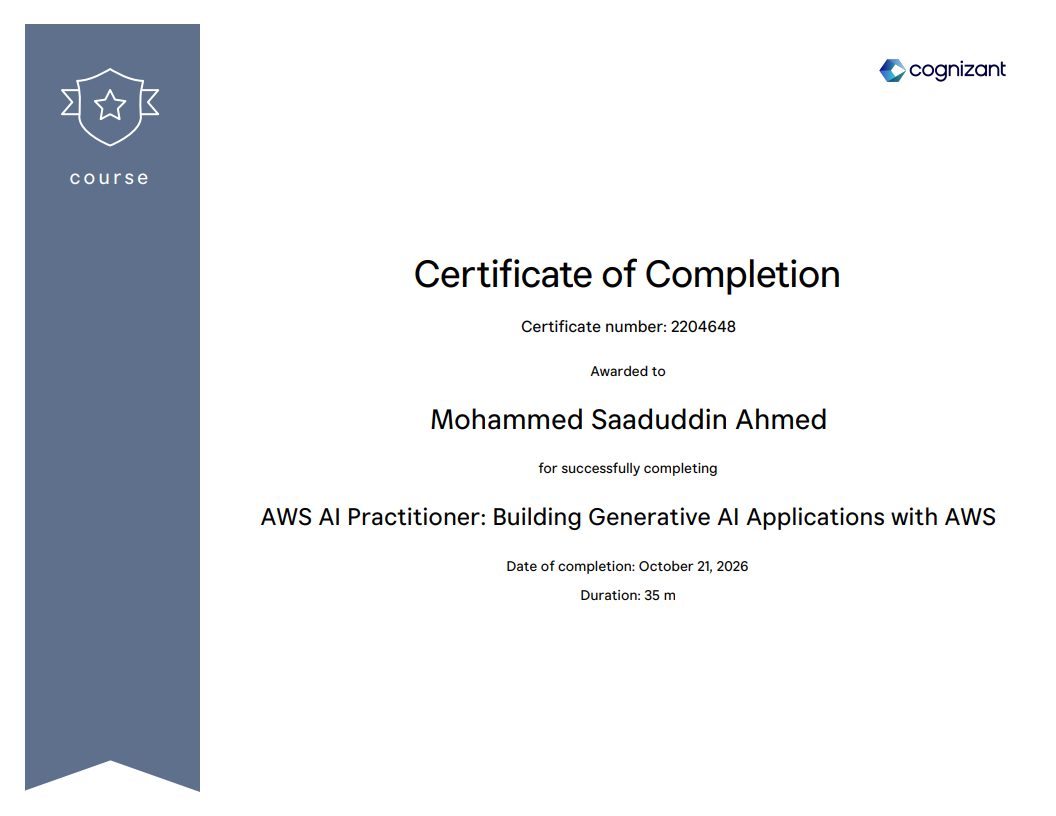 course
cognizant
Certificate of Completion
Certificate number: 2204648
Awarded to
Mohammed Saaduddin Ahmed
for successfully completing
AWS AI Practitioner: Building Generative AI Applications with AWS
Date of completion: October 21, 2026
Duration: 35 m